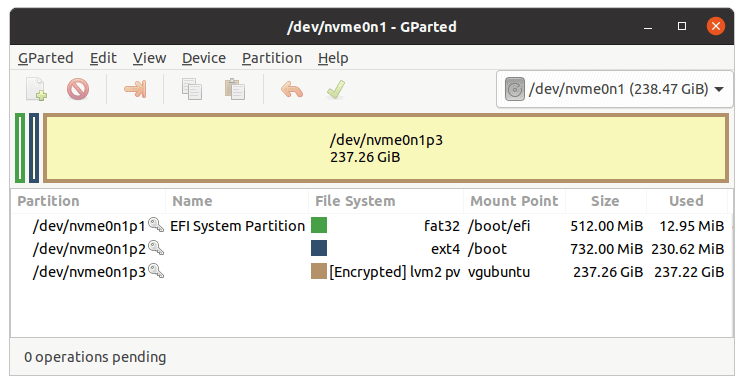 /dev/nvme0n1 - GParted
GParted Edit View Device Partition Help
/dev/nvme0n1 (238.47 GiB)
/dev/nvme0n1p3
237.26 GiB
Partition Name File System Mount Point Size Used
/dev/nvme0n1p1 EFI System Partition fat32 /boot/efi 512.00 MiB 12.95 MiB
/dev/nvme0n1p2 ext4 /boot 732.00 MiB 230.62 MiB
/dev/nvme0n1p3 [Encrypted] lvm2 pv vgubuntu 237.26 GiB 237.22 GiB
0 operations pending